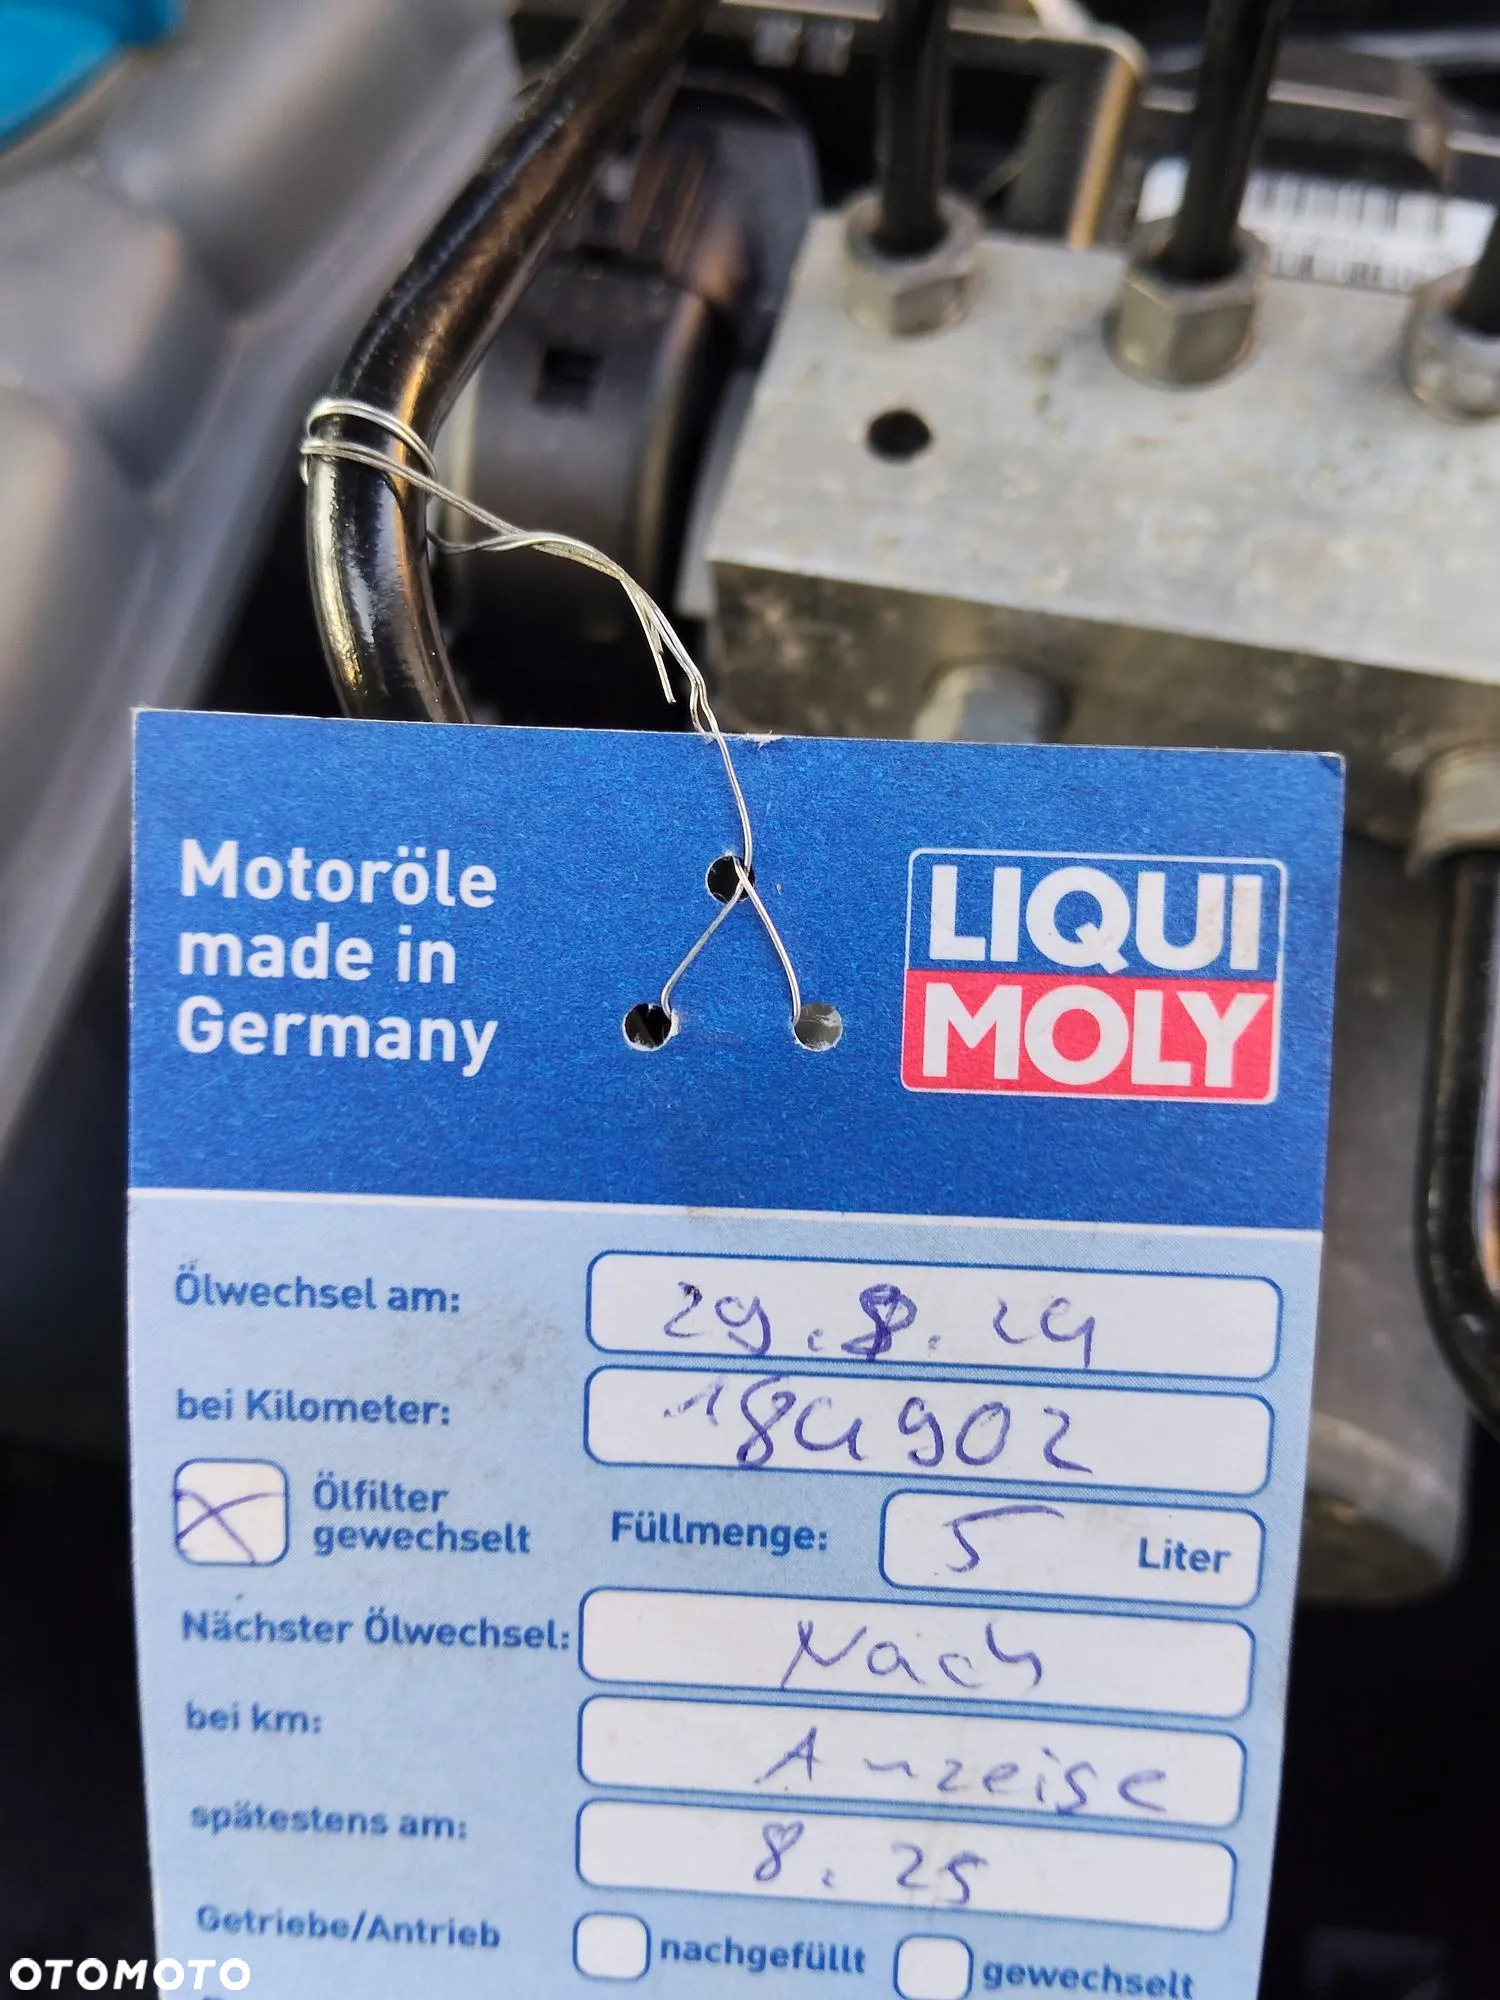 Motoröle
made in
Germany
LIQUI
MOLY
Ölwechsel am: 29.8.24
bei Kilometer: 184902
Ölfilter
gewechselt
Füllmenge: 5 Liter
Nächster Ölwechsel: Nach
bei km: Anzeige
spätestens am: 8.25
Getriebe/Antrieb nachgefüllt gewechselt
OTOMOTO